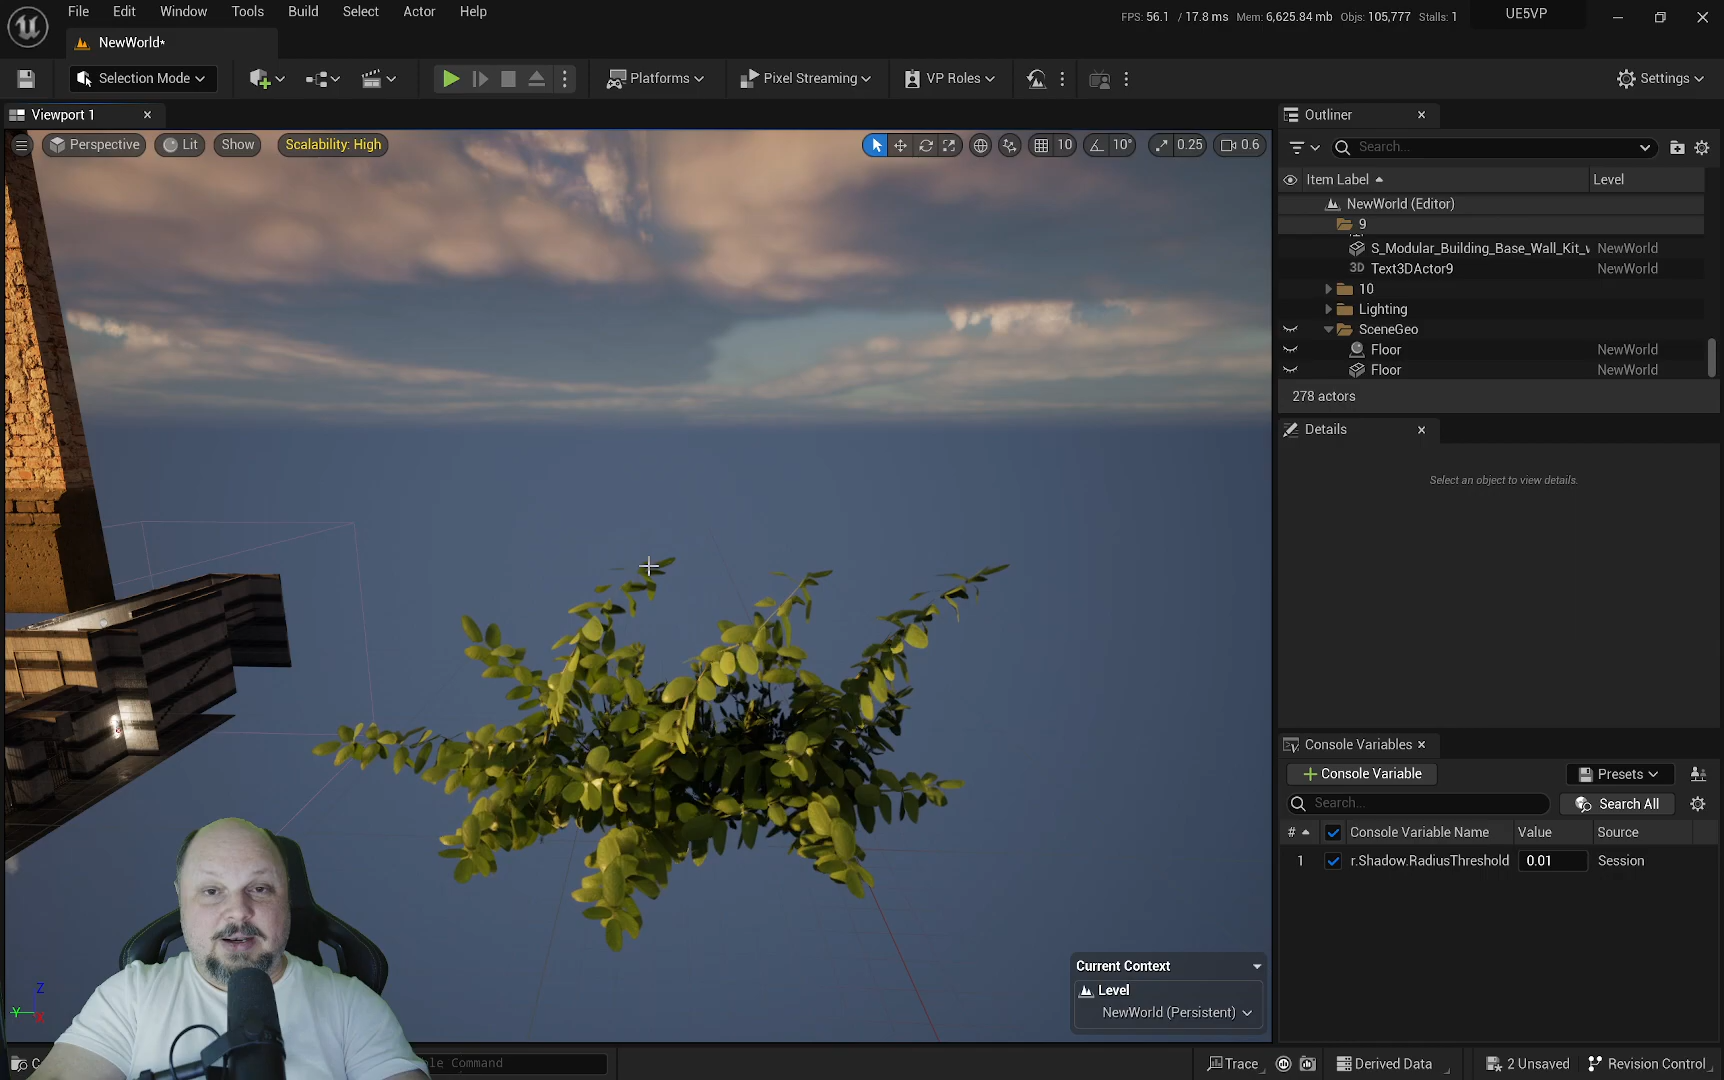 File Edit Window Tools Build Select Actor Help
FPS: 56.1 / 17.8 ms Mem: 6,625.84 mb Objs: 105,777 Stalls: 1
UE5VP
NewWorld*
Selection Mode
Platforms
Pixel Streaming
VP Roles
Settings
Viewport 1
Perspective
Lit
Show
Scalability: High
10
10°
0.25
0.6
Outliner
Search...
Item Label
Level
NewWorld (Editor)
9
S_Modular_Building_Base_Wall_Kit_ NewWorld
3D Text3DActor9 NewWorld
10
Lighting
SceneGeo
Floor NewWorld
Floor NewWorld
278 actors
Details
Select an object to view details.
Console Variables
+ Console Variable
Presets
Search...
Search All
# Console Variable Name Value Source
1 r.Shadow.RadiusThreshold 0.01 Session
Current Context
Level
NewWorld (Persistent)
Z
Y
X
Command
Trace
Derived Data
2 Unsaved
Revision Control